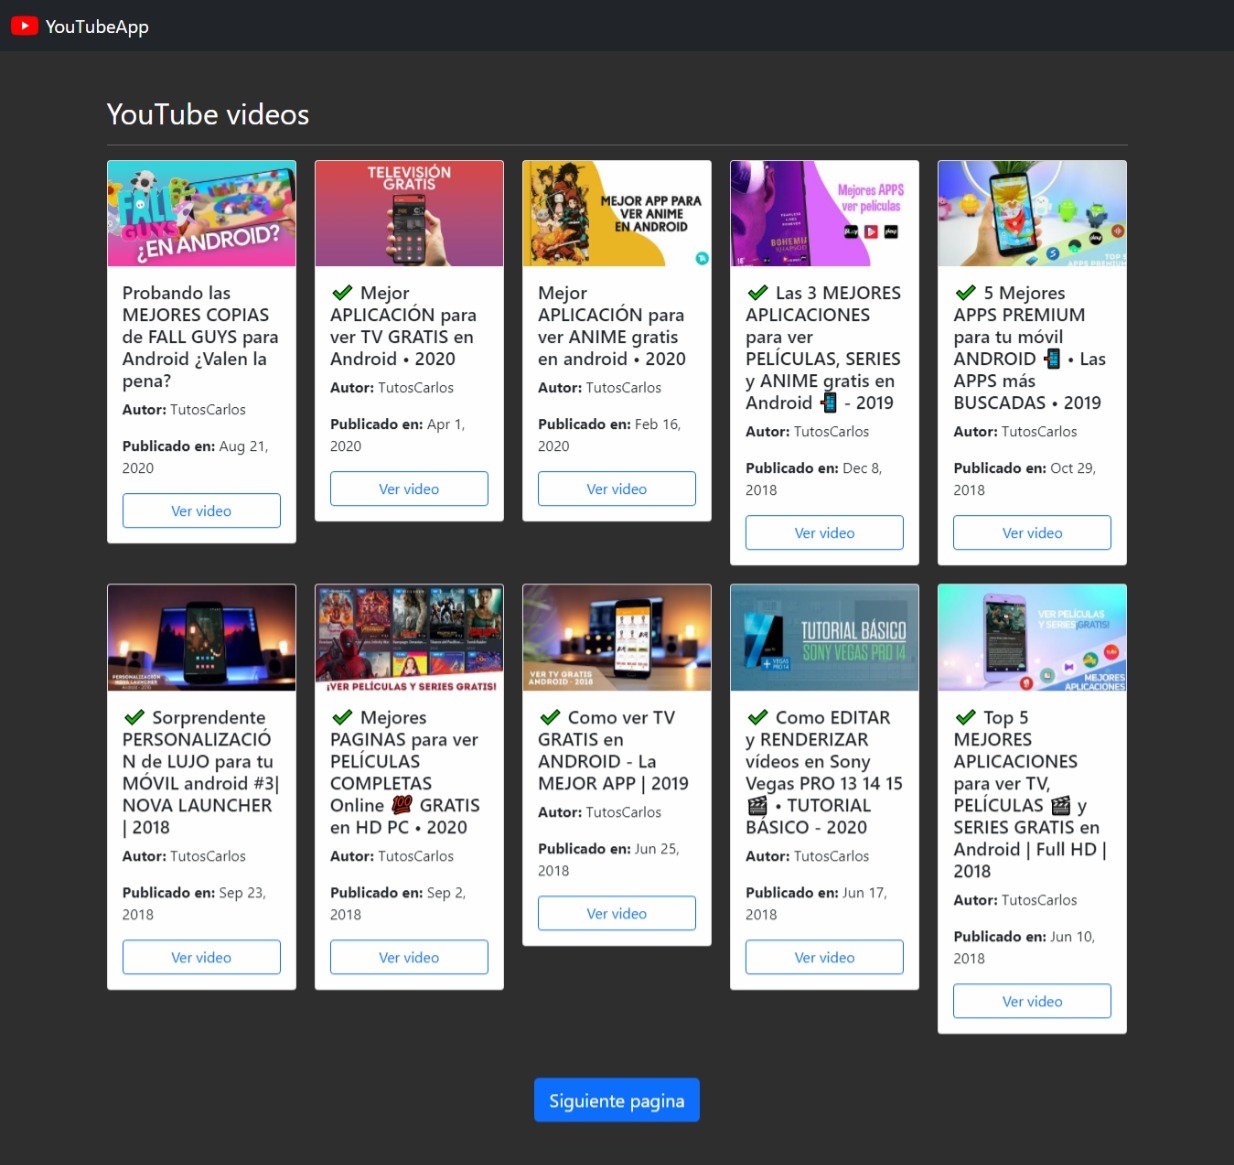 YouTubeApp
YouTube videos
FALL
GUYS
¿EN ANDROID?
Probando las
MEJORES COPIAS
de FALL GUYS para
Android ¿Valen la
pena?
Autor: TutosCarlos
Publicado en: Aug 21,
2020
Ver video
TELEVISIÓN
GRATIS
✔ Mejor
APLICACIÓN para
ver TV GRATIS en
Android • 2020
Autor: TutosCarlos
Publicado en: Apr 1,
2020
Ver video
MEJOR APP PARA
VER ANIME
EN ANDROID
Mejor
APLICACIÓN para
ver ANIME gratis
en android • 2020
Autor: TutosCarlos
Publicado en: Feb 16,
2020
Ver video
Mejores APPS
ver películas
BOHEMIA
✔ Las 3 MEJORES
APLICACIONES
para ver
PELÍCULAS, SERIES
y ANIME gratis en
Android 📲 - 2019
Autor: TutosCarlos
Publicado en: Dec 8,
2018
Ver video
TOP 5
APPS PREMIUM
✔ 5 Mejores
APPS PREMIUM
para tu móvil
ANDROID 📲 • Las
APPS más
BUSCADAS • 2019
Autor: TutosCarlos
Publicado en: Oct 29,
2018
Ver video
PERSONALIZACIÓN
NOVA LAUNCHER
✔ Sorprendente
PERSONALIZACIÓ
N de LUJO para tu
MÓVIL android #3|
NOVA LAUNCHER
| 2018
Autor: TutosCarlos
Publicado en: Sep 23,
2018
Ver video
¡VER PELÍCULAS Y SERIES GRATIS!
✔ Mejores
PAGINAS para ver
PELÍCULAS
COMPLETAS
Online 💯 GRATIS
en HD PC • 2020
Autor: TutosCarlos
Publicado en: Sep 2,
2018
Ver video
VER TV GRATIS
ANDROID - 2018
✔ Como ver TV
GRATIS en
ANDROID - La
MEJOR APP | 2019
Autor: TutosCarlos
Publicado en: Jun 25,
2018
Ver video
TUTORIAL BÁSICO
SONY VEGAS PRO 14
✔ Como EDITAR
y RENDERIZAR
vídeos en Sony
Vegas PRO 13 14 15
🎬 • TUTORIAL
BÁSICO - 2020
Autor: TutosCarlos
Publicado en: Jun 17,
2018
Ver video
VER PELÍCULAS
Y SERIES GRATIS!
MEJORES
APLICACIONES
✔ Top 5
MEJORES
APLICACIONES
para ver TV,
PELÍCULAS 🎬 y
SERIES GRATIS en
Android | Full HD |
2018
Autor: TutosCarlos
Publicado en: Jun 10,
2018
Ver video
Siguiente pagina